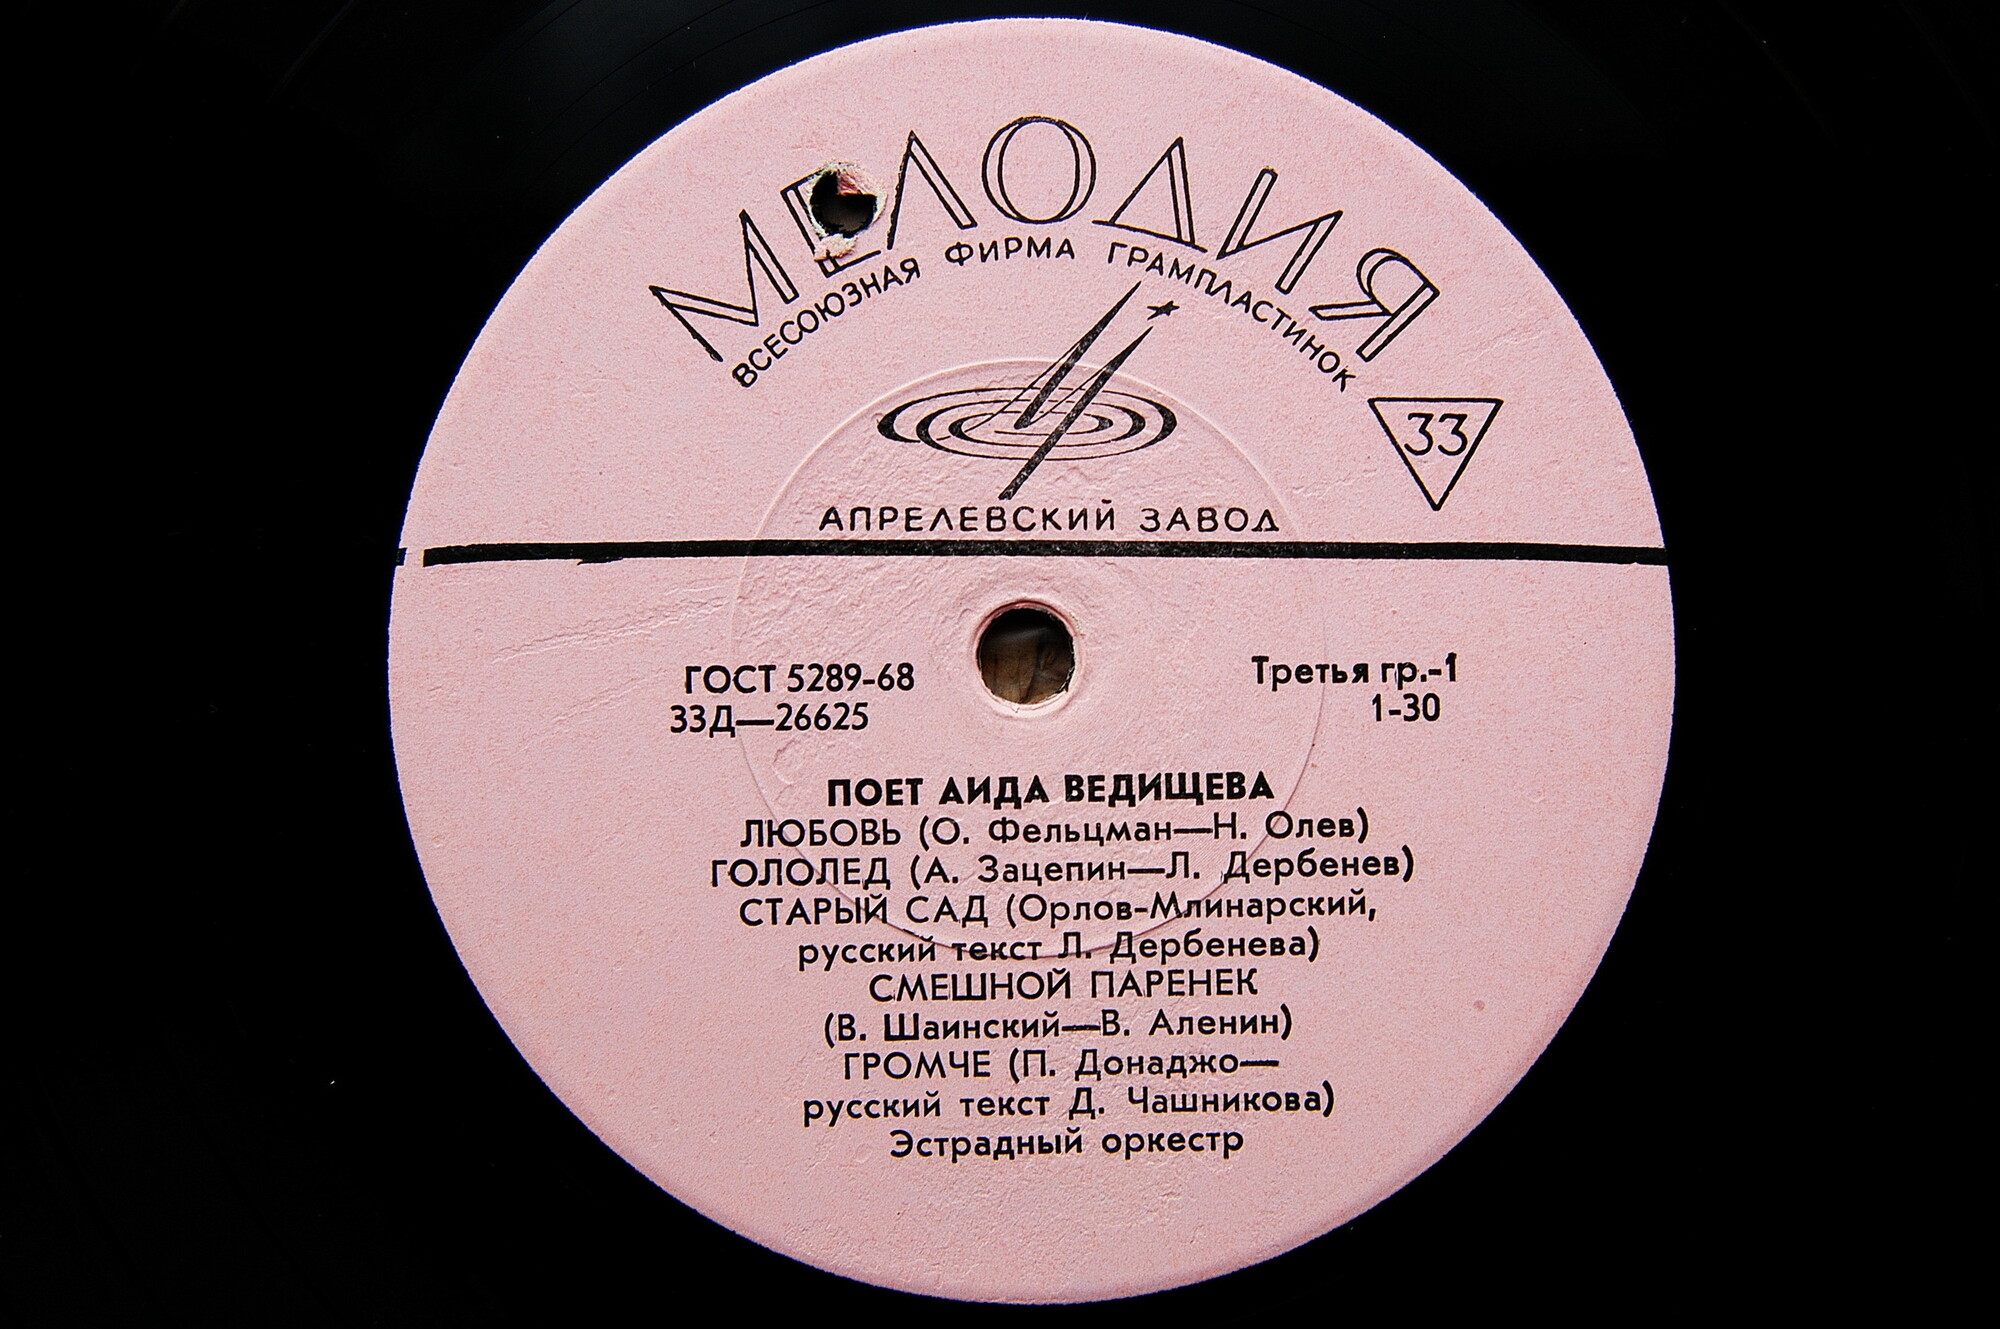 МЕЛОДИЯ
ВСЕСОЮЗНАЯ ФИРМА ГРАМПЛАСТИНОК
33
АПРЕЛЕВСКИЙ ЗАВОД
ГОСТ 5289-68
Третья гр.-1
33Д—26625
1-30
ПОЕТ АИДА ВЕДИЩЕВА
ЛЮБОВЬ (О. Фельцман—Н. Олев)
ГОЛОЛЕД (А. Зацепин—Л. Дербенев)
СТАРЫЙ САД (Орлов-Млинарский,
русский текст Л. Дербенева)
СМЕШНОЙ ПАРЕНЕК
(В. Шаинский—В. Аленин)
ГРОМЧЕ (П. Донаджо—
русский текст Д. Чашникова)
Эстрадный оркестр